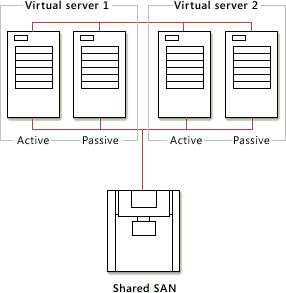 Virtual server 1
Virtual server 2
Active
Passive
Active
Passive
Shared SAN